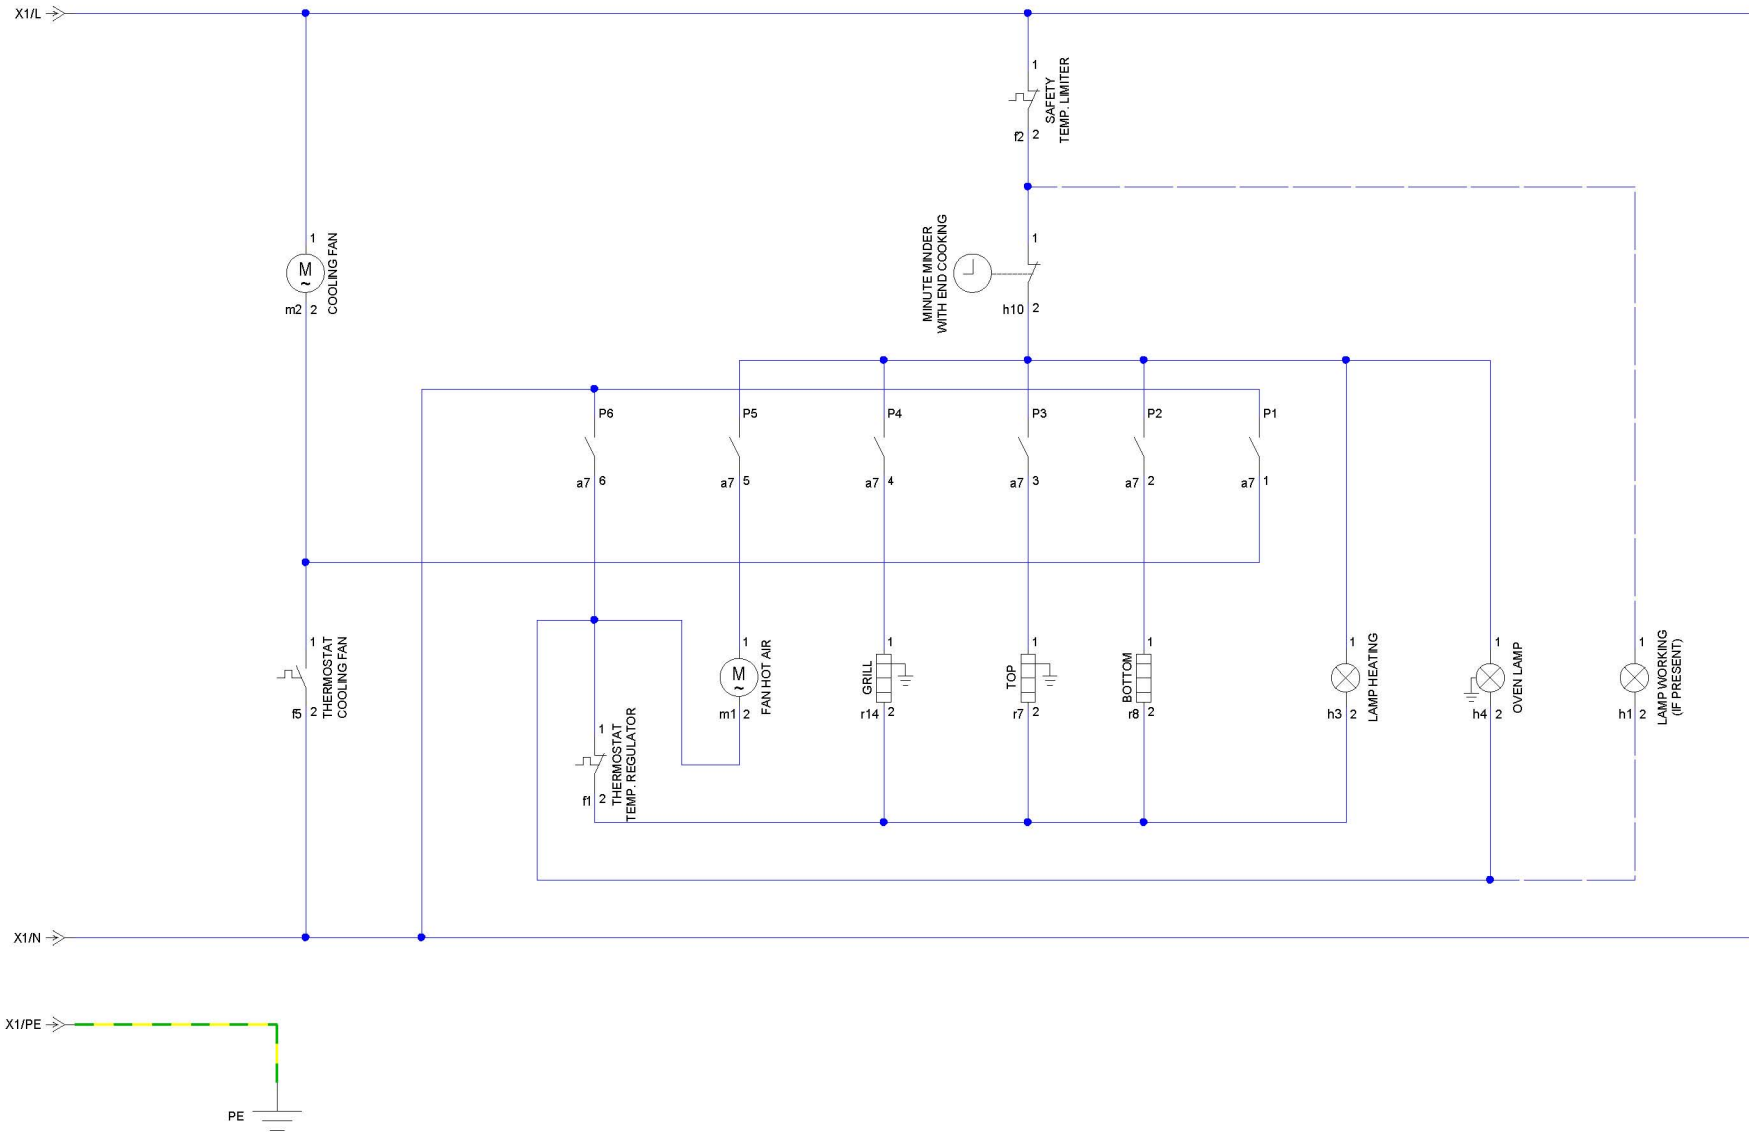 X1/L
1
SAFETY
TEMP. LIMITER
f2
2
1
COOLING FAN
M
~
m2
2
1
MINUTE MINDER
WITH END COOKING
h10
2
P6
P5
P4
P3
P2
P1
a7
6
a7
5
a7
4
a7
3
a7
2
a7
1
1
THERMOSTAT
COOLING FAN
f5
2
1
M
~
FAN HOT AIR
m1
2
1
GRILL
r14
2
1
TOP
r7
2
1
BOTTOM
r8
2
1
LAMP HEATING
h3
2
1
OVEN LAMP
h4
2
1
LAMP WORKING
(IF PRESENT)
h1
2
1
THERMOSTAT
TEMP. REGULATOR
f1
2
X1/N
X1/PE
PE